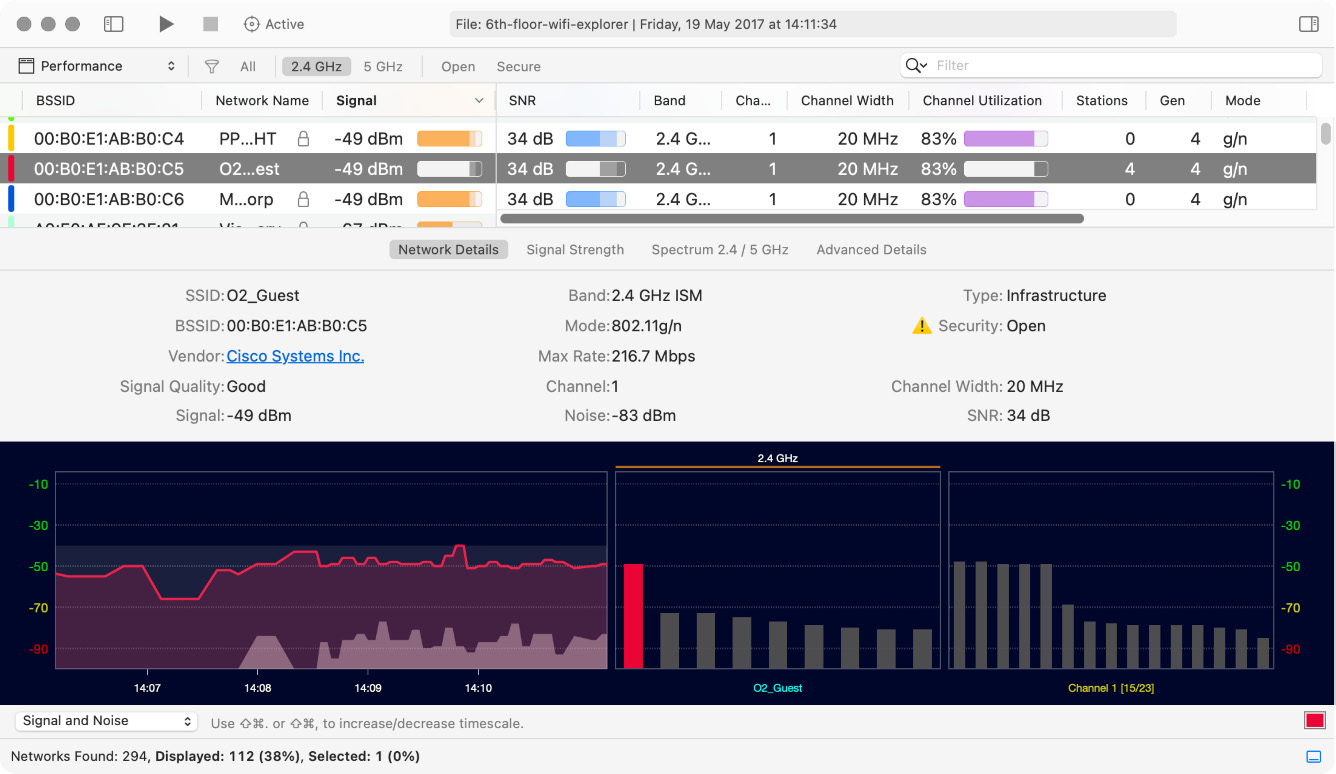 Active File: 6th-floor-wifi-explorer | Friday, 19 May 2017 at 14:11:34
Performance All 2.4 GHz 5 GHz Open Secure Filter
BSSID Network Name Signal SNR Band Cha... Channel Width Channel Utilization Stations Gen Mode
00:B0:E1:AB:B0:C4 PP...HT -49 dBm 34 dB 2.4 G... 1 20 MHz 83% 0 4 g/n
00:B0:E1:AB:B0:C5 O2...est -49 dBm 34 dB 2.4 G... 1 20 MHz 83% 4 4 g/n
00:B0:E1:AB:B0:C6 M...orp -49 dBm 34 dB 2.4 G... 1 20 MHz 83% 0 4 g/n
Network Details Signal Strength Spectrum 2.4 / 5 GHz Advanced Details
SSID: O2_Guest Band: 2.4 GHz ISM Type: Infrastructure
BSSID: 00:B0:E1:AB:B0:C5 Mode: 802.11g/n Security: Open
Vendor: Cisco Systems Inc. Max Rate: 216.7 Mbps
Signal Quality: Good Channel: 1 Channel Width: 20 MHz
Signal: -49 dBm Noise: -83 dBm SNR: 34 dB
2.4 GHz
-10 -10
-30 -30
-50 -50
-70 -70
-90 -90
14:07 14:08 14:09 14:10 O2_Guest Channel 1 [15/23]
Signal and Noise Use ⇧⌘. or ⇧⌘, to increase/decrease timescale.
Networks Found: 294, Displayed: 112 (38%), Selected: 1 (0%)